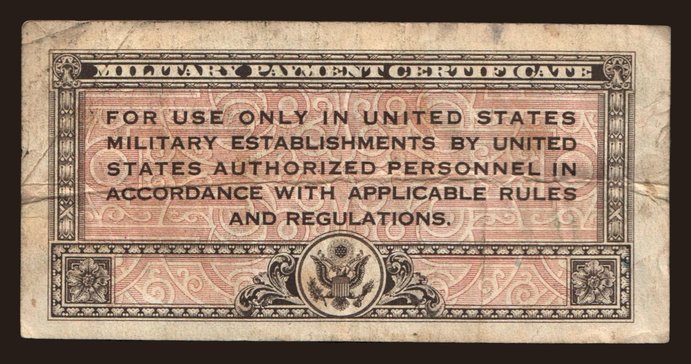 MILITARY PAYMENT CERTIFICATE
FOR USE ONLY IN UNITED STATES
MILITARY ESTABLISHMENTS BY UNITED
STATES AUTHORIZED PERSONNEL IN
ACCORDANCE WITH APPLICABLE RULES
AND REGULATIONS.